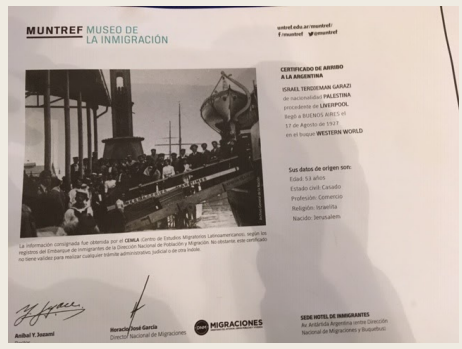 MUNTREF MUSEO DE
LA INMIGRACIÓN
untref.edu.ar/muntref/
/muntref @muntref
CERTIFICADO DE ARRIBO
A LA ARGENTINA
ISRAEL TERDJEMAN GARAZI
de nacionalidad PALESTINA
procedente de LIVERPOOL
llegó a BUENOS AIRES el
17 de Agosto de 1927
en el buque WESTERN WORLD
Sus datos de origen son:
Edad: 53 años
Estado civil: Casado
Profesión: Comercio
Religión: Israelita
Nacido: Jerusalem
La información consignada fue obtenida por el CEMLA (Centro de Estudios Migratorios Latinoamericanos), según los
registros del Embarque de Inmigrantes de la Dirección Nacional de Población y Migración. No obstante, este certificado
no tiene validez para realizar cualquier trámite administrativo, judicial o de otra índole.
Aníbal Y. Jozami
Horacio José García
Director Nacional de Migraciones
DNM MIGRACIONES
SEDE HOTEL DE INMIGRANTES
Av. Antártida Argentina entre Dirección
Nacional de Migraciones y Buquebus